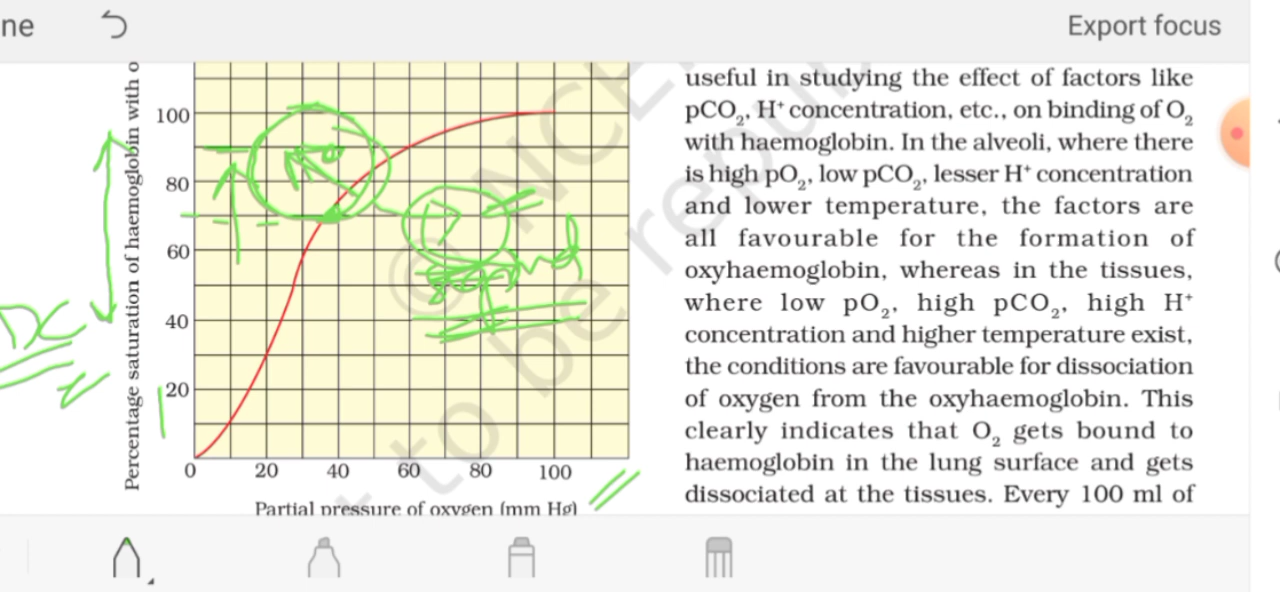 ne
Export focus
Percentage saturation of haemoglobin with o
100
80
60
40
20
0 20 40 60 80 100
Partial pressure of oxygen (mm Hg)
© NCE
t to be repu
DC
useful in studying the effect of factors like
pCO₂, H⁺ concentration, etc., on binding of O₂
with haemoglobin. In the alveoli, where there
is high pO₂, low pCO₂, lesser H⁺ concentration
and lower temperature, the factors are
all favourable for the formation of
oxyhaemoglobin, whereas in the tissues,
where low pO₂, high pCO₂, high H⁺
concentration and higher temperature exist,
the conditions are favourable for dissociation
of oxygen from the oxyhaemoglobin. This
clearly indicates that O₂ gets bound to
haemoglobin in the lung surface and gets
dissociated at the tissues. Every 100 ml of